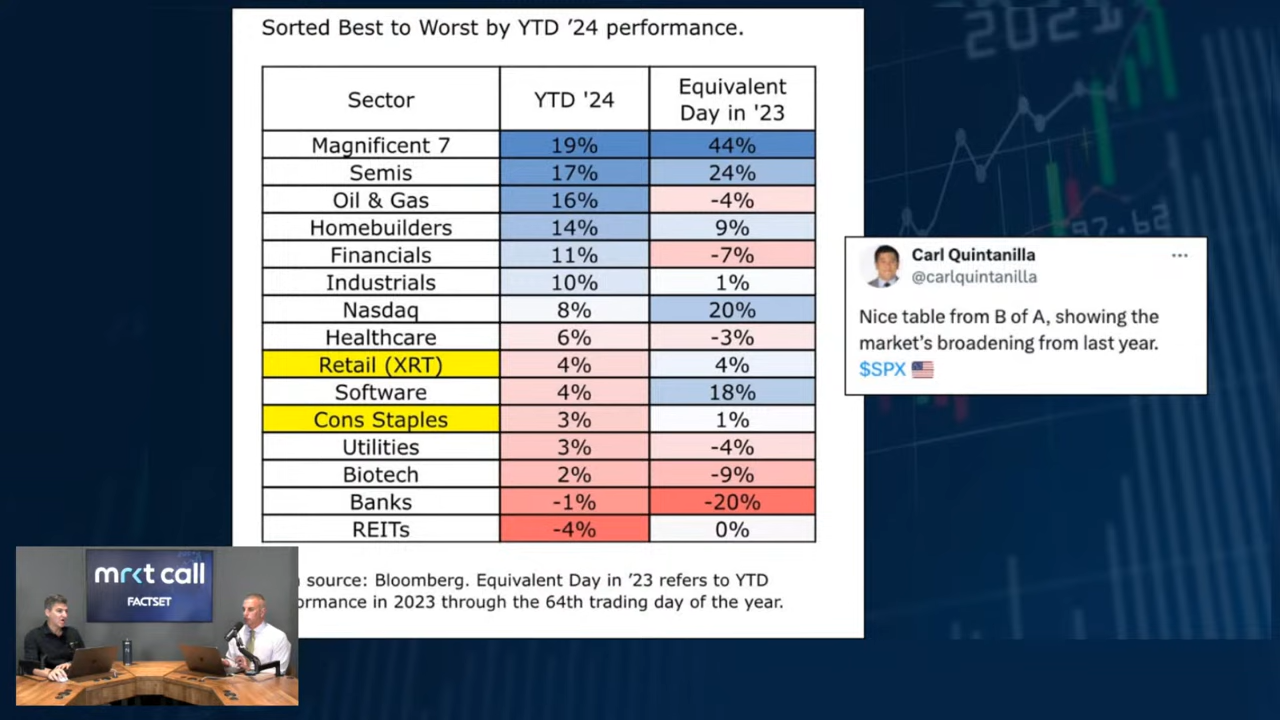 Sorted Best to Worst by YTD ’24 performance.
Sector YTD '24 Equivalent Day in '23
Magnificent 7 19% 44%
Semis 17% 24%
Oil & Gas 16% -4%
Homebuilders 14% 9%
Financials 11% -7%
Industrials 10% 1%
Nasdaq 8% 20%
Healthcare 6% -3%
Retail (XRT) 4% 4%
Software 4% 18%
Cons Staples 3% 1%
Utilities 3% -4%
Biotech 2% -9%
Banks -1% -20%
REITs -4% 0%
source: Bloomberg. Equivalent Day in ’23 refers to YTD
ormance in 2023 through the 64th trading day of the year.
Carl Quintanilla
@carlquintanilla
Nice table from B of A, showing the
market’s broadening from last year.
$SPX
mrkt call
FACTSET
2021
97.62